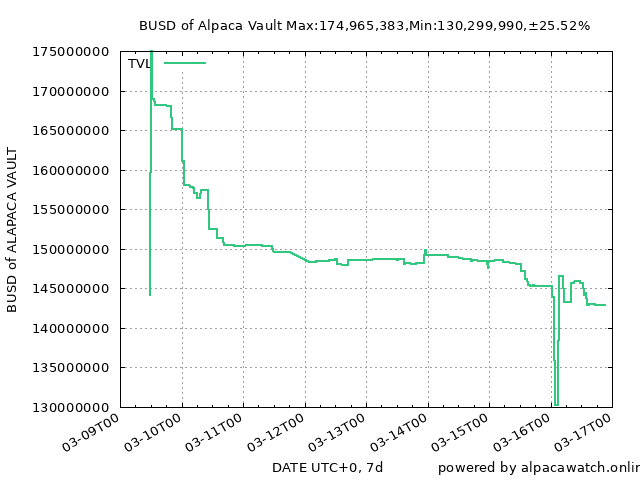 BUSD of Alpaca Vault Max:174,965,383,Min:130,299,990,±25.52%
175000000
TVL
170000000
165000000
160000000
155000000
150000000
145000000
140000000
135000000
130000000
BUSD of ALAPACA VAULT
03-09T00
03-10T00
03-11T00
03-12T00
03-13T00
03-14T00
03-15T00
03-16T00
03-17T00
DATE UTC+0, 7d
powered by alpacawatch.onlin